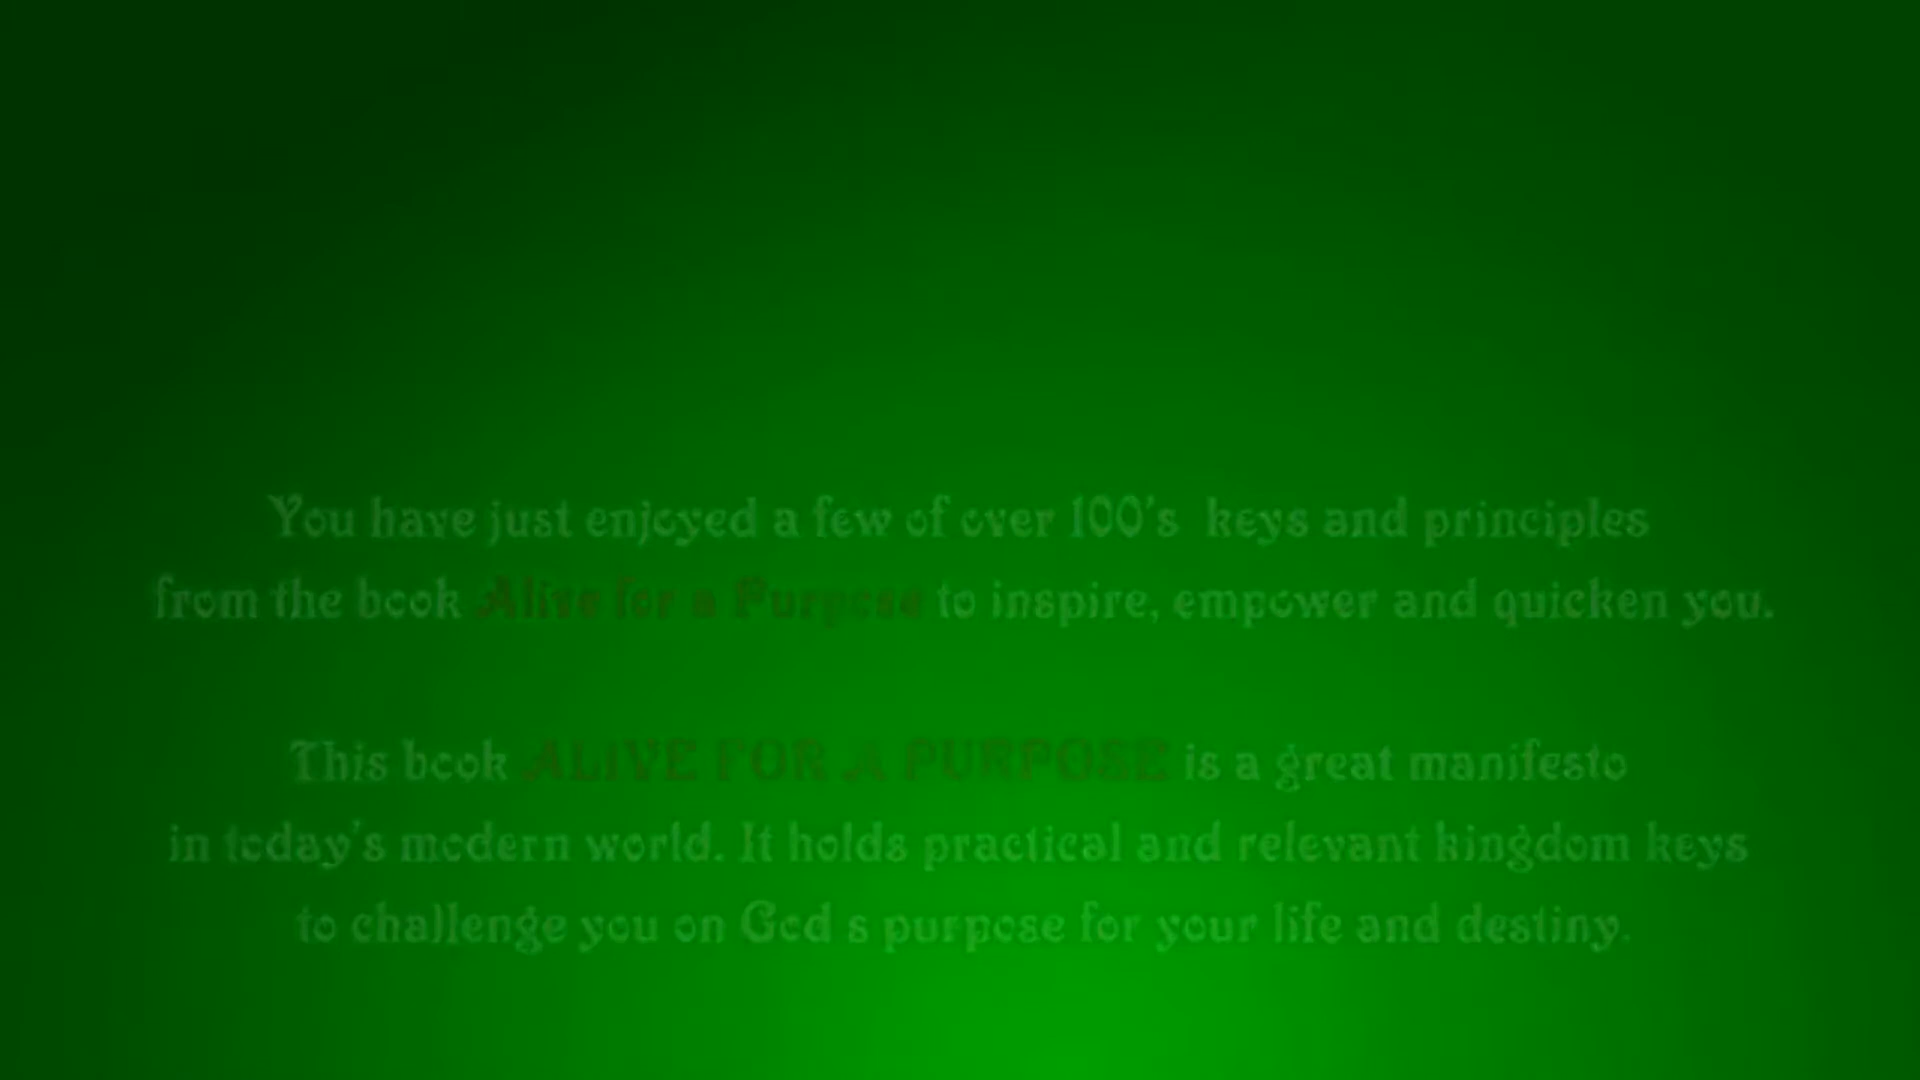 You have just enjoyed a few of over 100's keys and principles
from the book Alive for a Purpose to inspire, empower and quicken you.
This book ALIVE FOR A PURPOSE is a great manifesto
in today's modern world. It holds practical and relevant kingdom keys
to challenge you on God s purpose for your life and destiny.